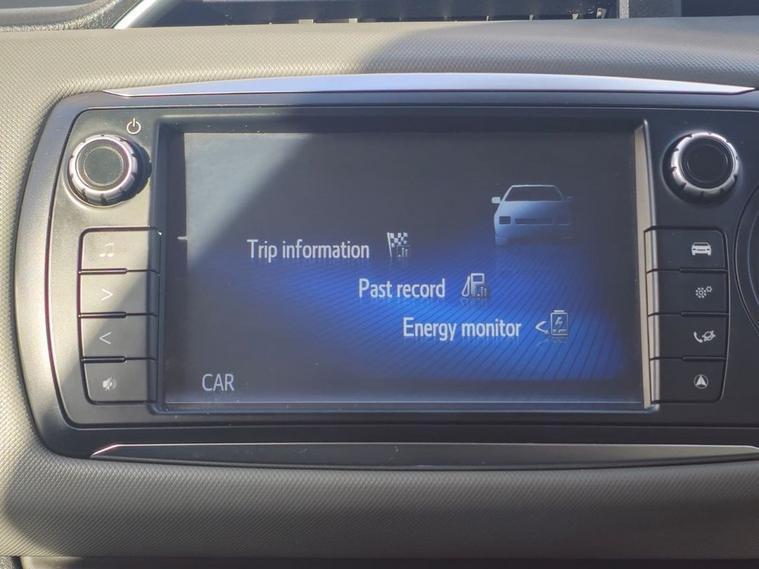 Trip information
Past record
Energy monitor
CAR